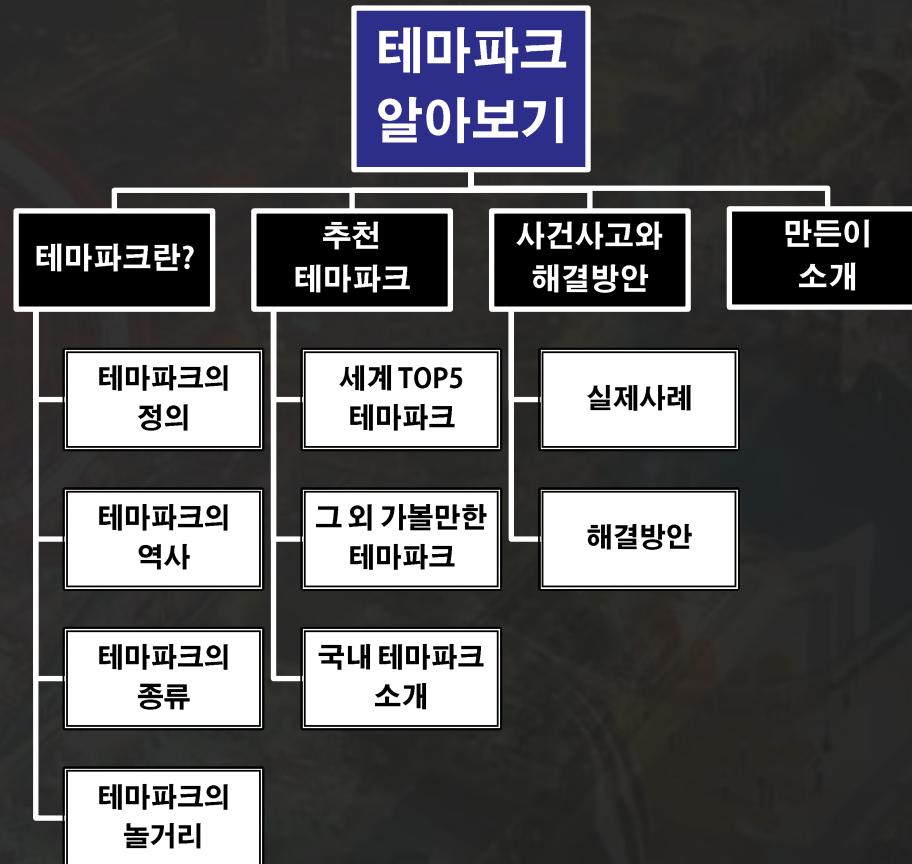 테마파크
알아보기
테마파크란?
추천
테마파크
사건사고와
해결방안
만든이
소개
테마파크의
정의
테마파크의
역사
테마파크의
종류
테마파크의
놀거리
세계 TOP5
테마파크
그 외 가볼만한
테마파크
국내 테마파크
소개
실제사례
해결방안